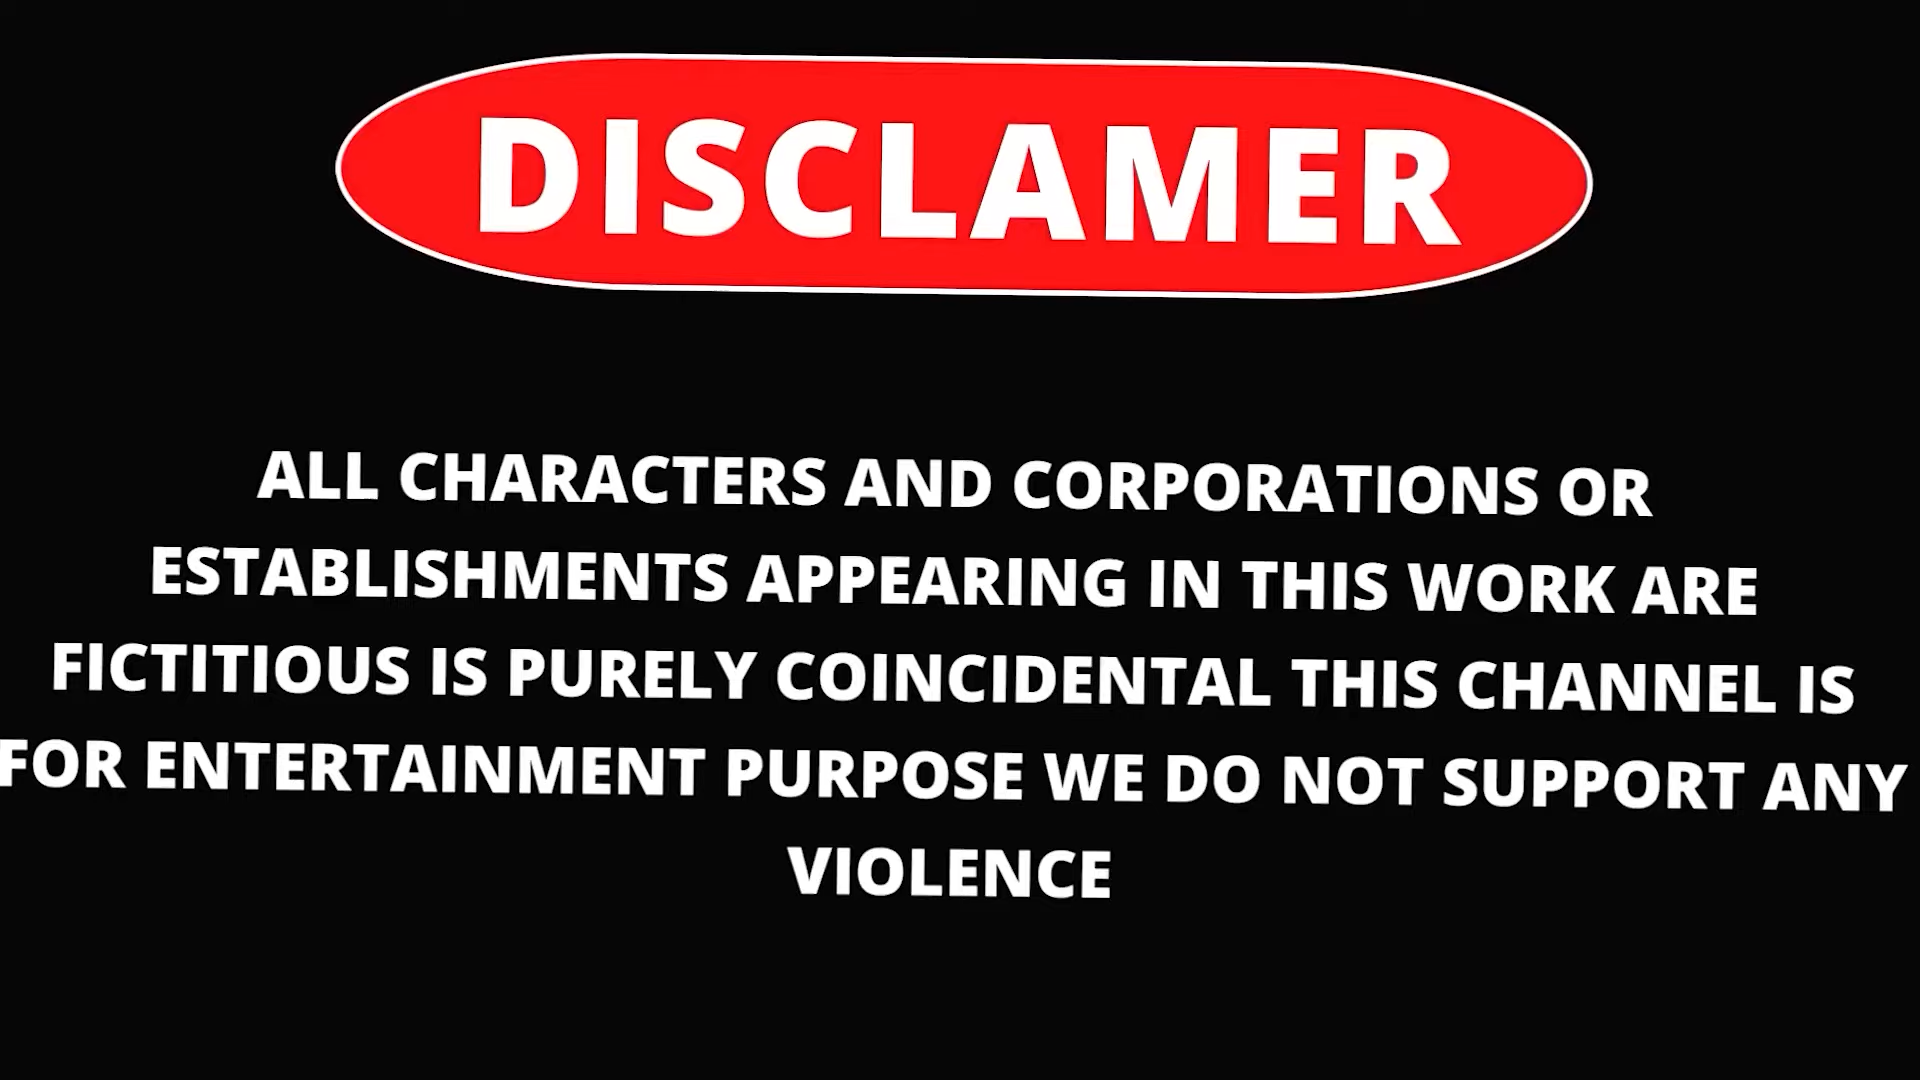 DISCLAMER
ALL CHARACTERS AND CORPORATIONS OR
ESTABLISHMENTS APPEARING IN THIS WORK ARE
FICTITIOUS IS PURELY COINCIDENTAL THIS CHANNEL IS
FOR ENTERTAINMENT PURPOSE WE DO NOT SUPPORT ANY
VIOLENCE